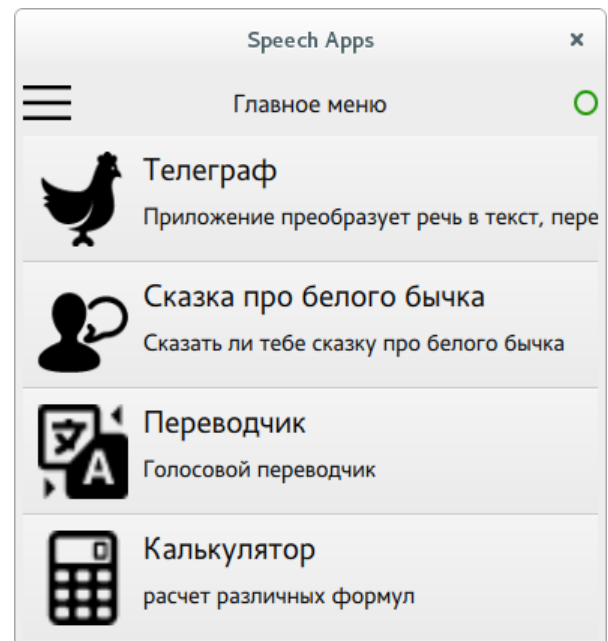 Speech Apps
Главное меню
Телеграф
Приложение преобразует речь в текст, пере
Сказка про белого бычка
Сказать ли тебе сказку про белого бычка
Переводчик
Голосовой переводчик
Калькулятор
расчет различных формул